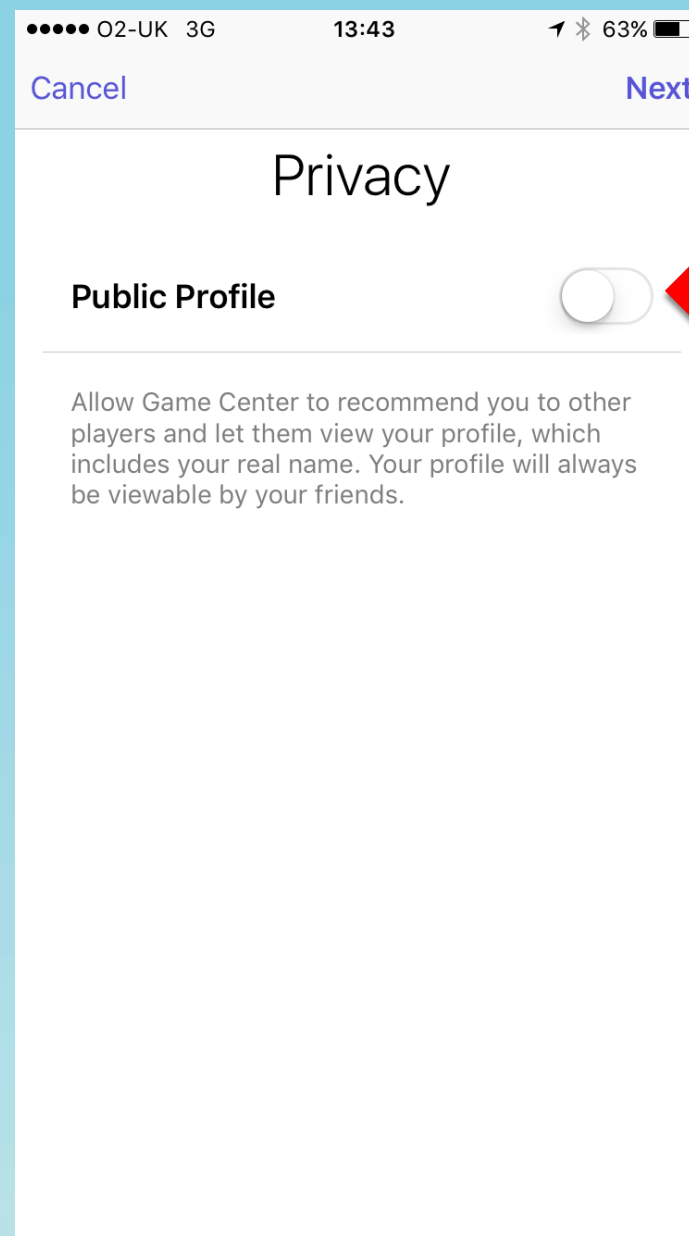 O2-UK 3G 13:43 63%
Cancel Next
Privacy
Public Profile
Allow Game Center to recommend you to other
players and let them view your profile, which
includes your real name. Your profile will always
be viewable by your friends.